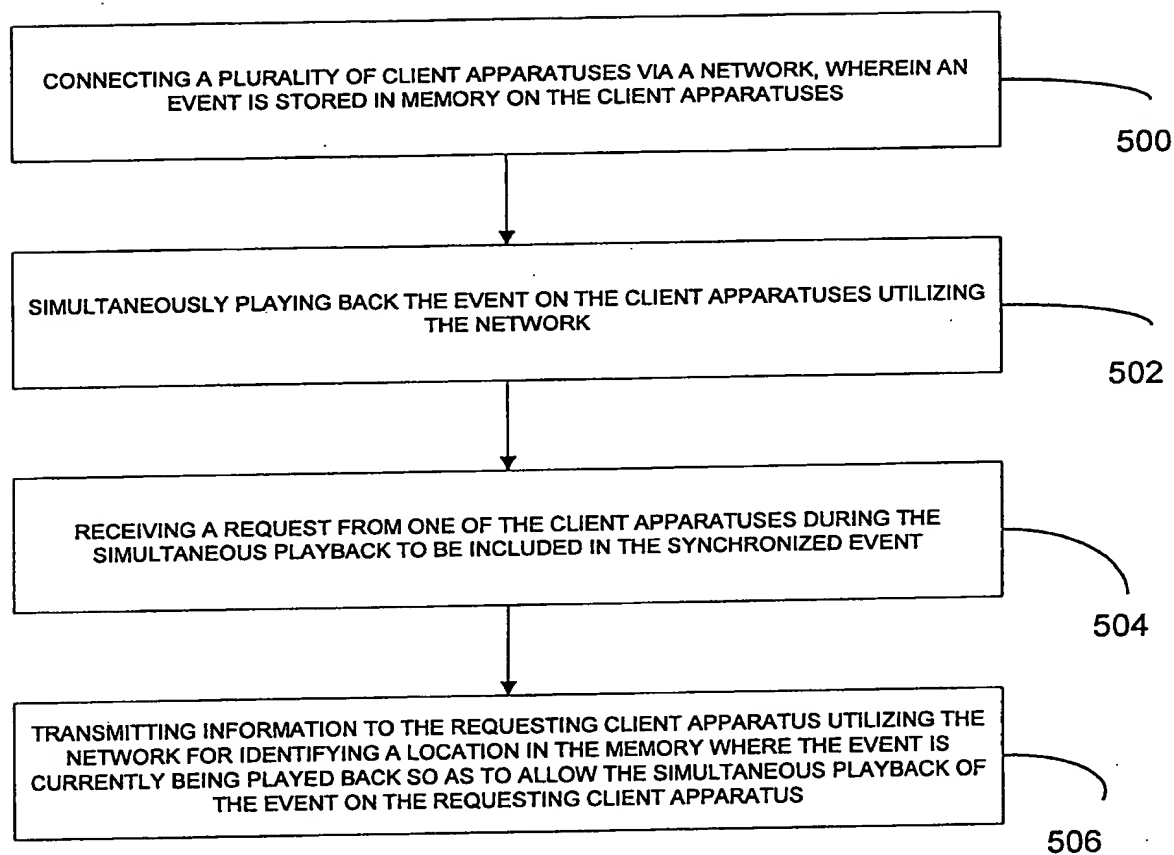 CONNECTING A PLURALITY OF CLIENT APPARATUSES VIA A NETWORK, WHEREIN AN
EVENT IS STORED IN MEMORY ON THE CLIENT APPARATUSES
500
SIMULTANEOUSLY PLAYING BACK THE EVENT ON THE CLIENT APPARATUSES UTILIZING
THE NETWORK
502
RECEIVING A REQUEST FROM ONE OF THE CLIENT APPARATUSES DURING THE
SIMULTANEOUS PLAYBACK TO BE INCLUDED IN THE SYNCHRONIZED EVENT
504
TRANSMITTING INFORMATION TO THE REQUESTING CLIENT APPARATUS UTILIZING THE
NETWORK FOR IDENTIFYING A LOCATION IN THE MEMORY WHERE THE EVENT IS
CURRENTLY BEING PLAYED BACK SO AS TO ALLOW THE SIMULTANEOUS PLAYBACK OF
THE EVENT ON THE REQUESTING CLIENT APPARATUS
506